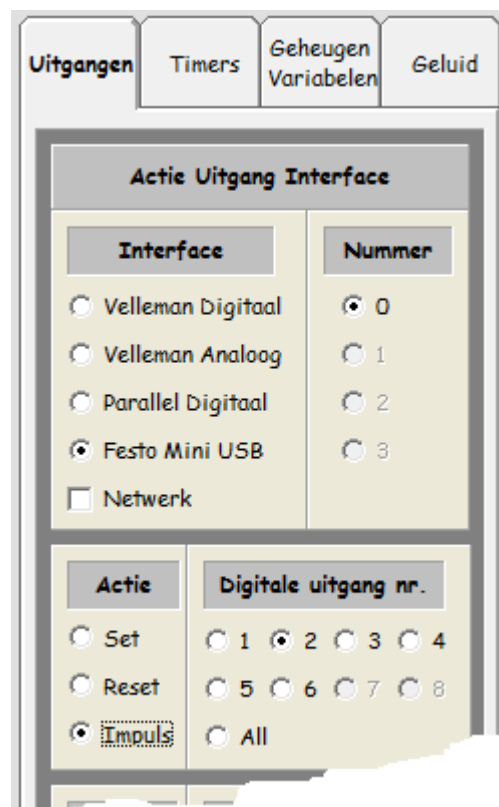 Uitgangen
Timers
Geheugen
Variabelen
Geluid
Actie Uitgang Interface
Interface
Nummer
Velleman Digitaal
0
Velleman Analoog
1
Parallel Digitaal
2
Festo Mini USB
3
Netwerk
Actie
Digitale uitgang nr.
Set
1 2 3 4
Reset
5 6 7 8
Impuls
All